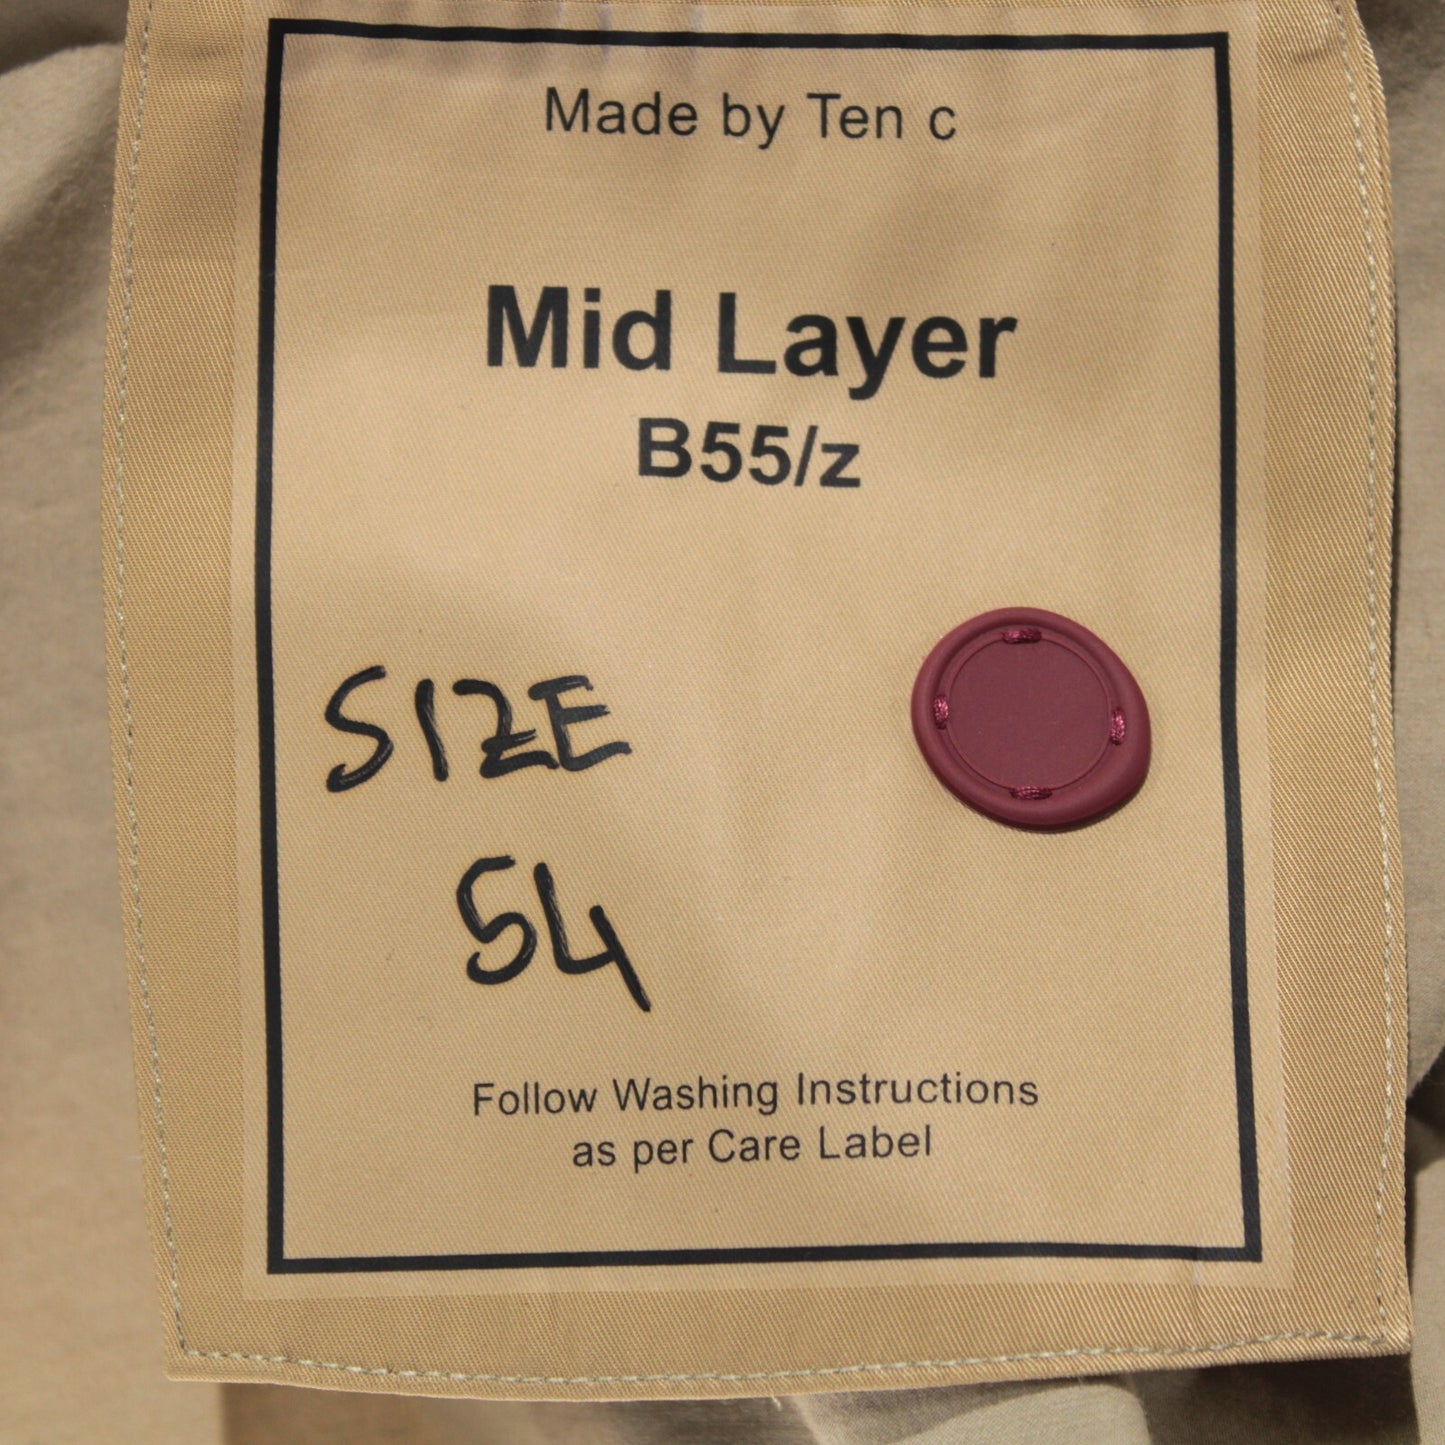 Made by Ten c
Mid Layer
B55/z
SIZE
54
Follow Washing Instructions
as per Care Label